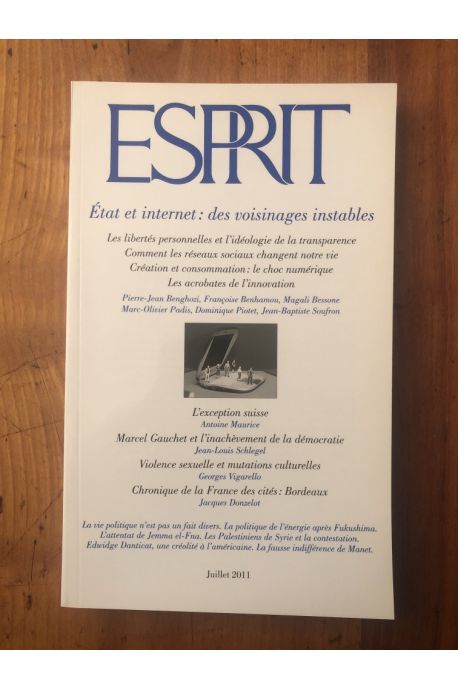 ESPRIT
État et internet : des voisinages instables
Les libertés personnelles et l'idéologie de la transparence
Comment les réseaux sociaux changent notre vie
Création et consommation : le choc numérique
Les acrobates de l'innovation
Pierre-Jean Benghozi, Françoise Benhamou, Magali Bessone
Marc-Olivier Padis, Dominique Piotet, Jean-Baptiste Soufron
L'exception suisse
Antoine Maurice
Marcel Gauchet et l'inachèvement de la démocratie
Jean-Louis Schlegel
Violence sexuelle et mutations culturelles
Georges Vigarello
Chronique de la France des cités : Bordeaux
Jacques Donzelot
La vie politique n'est pas un fait divers. La politique de l'énergie après Fukushima.
L'attentat de Jemma el-Fna. Les Palestiniens de Syrie et la contestation.
Edwidge Danticat, une créolité à l'américaine. La fausse indifférence de Manet.
Juillet 2011